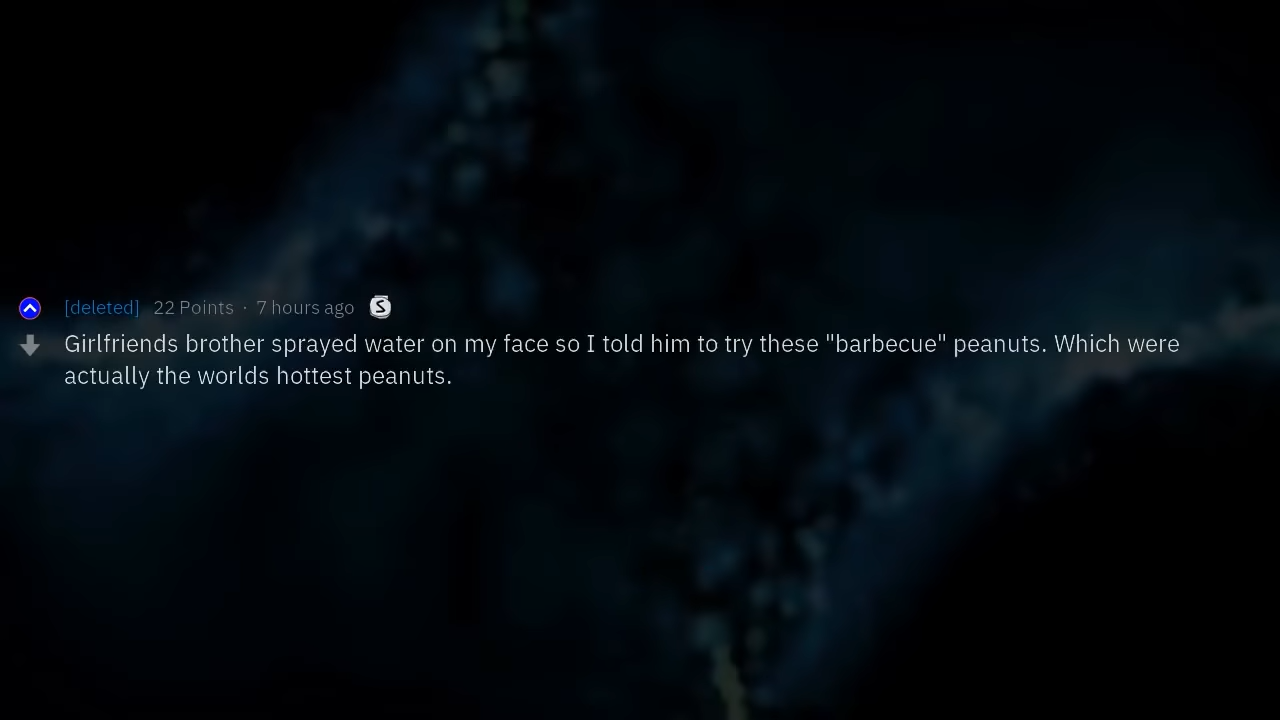 [deleted] 22 Points · 7 hours ago
Girlfriends brother sprayed water on my face so I told him to try these "barbecue" peanuts. Which were
actually the worlds hottest peanuts.